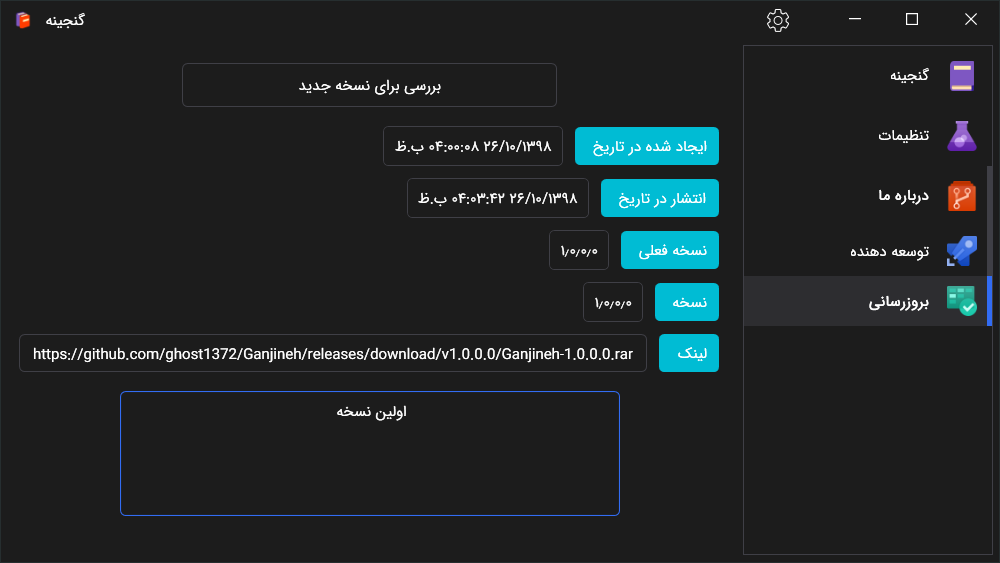 گنجینه
بررسی برای نسخه جدید
ایجاد شده در تاریخ
۲۶/۱۰/۱۳۹۸ ۰۴:۰۰:۰۸ ب.ظ
انتشار در تاریخ
۲۶/۱۰/۱۳۹۸ ۰۴:۰۳:۴۲ ب.ظ
نسخه فعلی
۱٫۰٫۰٫۰
نسخه
۱٫۰٫۰٫۰
لینک
https://github.com/ghost1372/Ganjineh/releases/download/v1.0.0.0/Ganjineh-1.0.0.0.rar
اولین نسخه
گنجینه
تنظیمات
درباره ما
توسعه دهنده
بروزرسانی